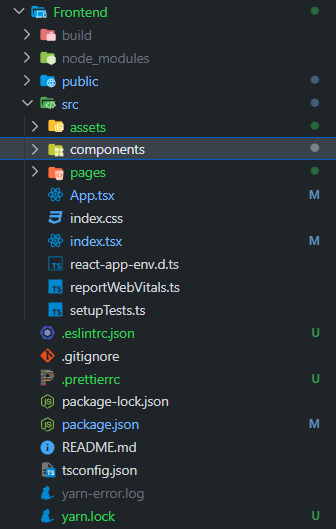 Frontend
build
node_modules
public
src
assets
components
pages
App.tsx M
index.css
index.tsx M
react-app-env.d.ts
reportWebVitals.ts
setupTests.ts
.eslintrc.json U
.gitignore
.prettierrc U
package-lock.json
package.json M
README.md
tsconfig.json
yarn-error.log
yarn.lock U